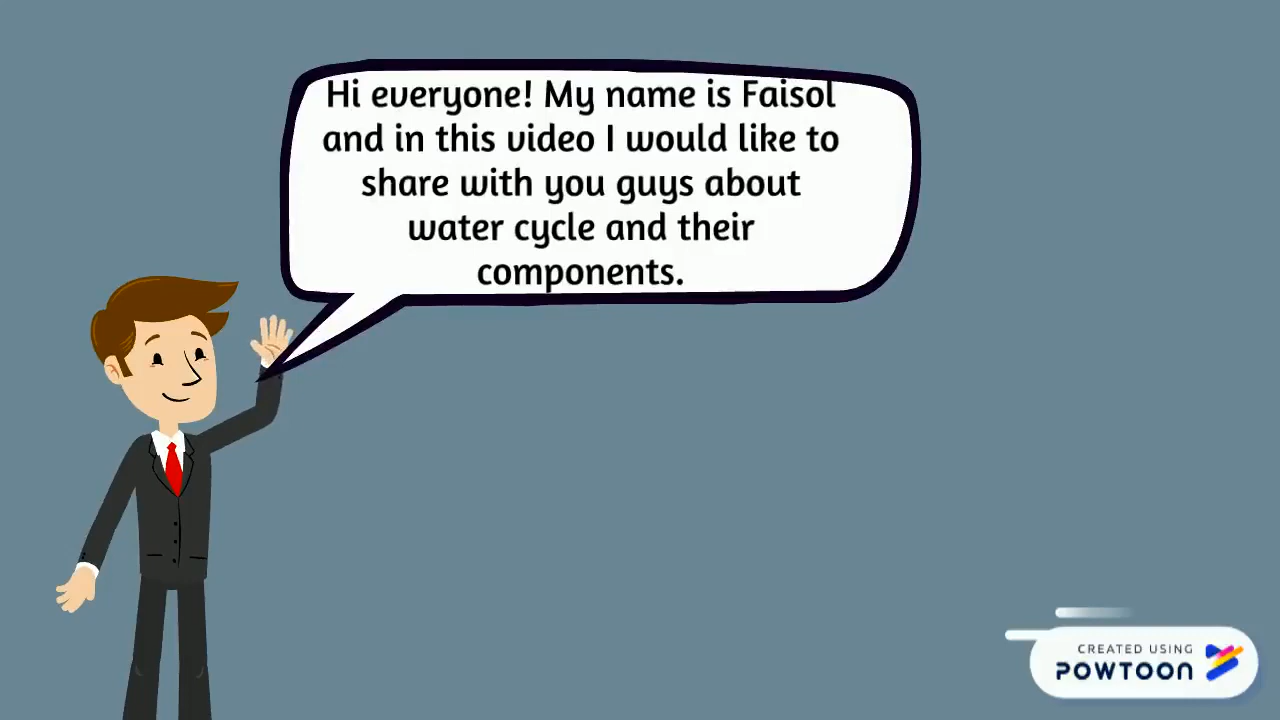 Hi everyone! My name is Faisol
and in this video I would like to
share with you guys about
water cycle and their
components.
CREATED USING
POWTOON